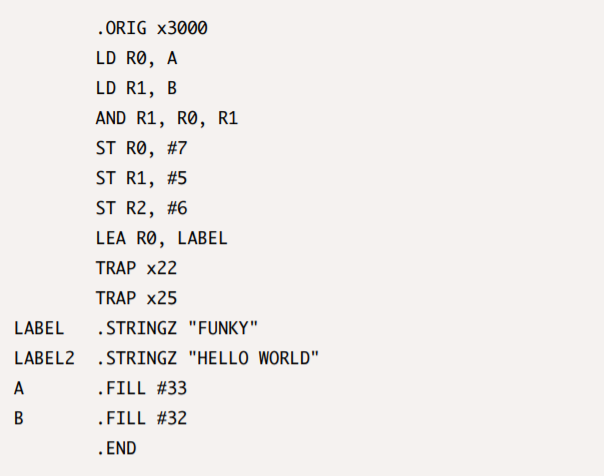 .ORIG x3000
LD R0, A
LD R1, B
AND R1, R0, R1
ST R0, #7
ST R1, #5
ST R2, #6
LEA R0, LABEL
TRAP x22
TRAP x25
LABEL .STRINGZ "FUNKY"
LABEL2 .STRINGZ "HELLO WORLD"
A .FILL #33
B .FILL #32
.END